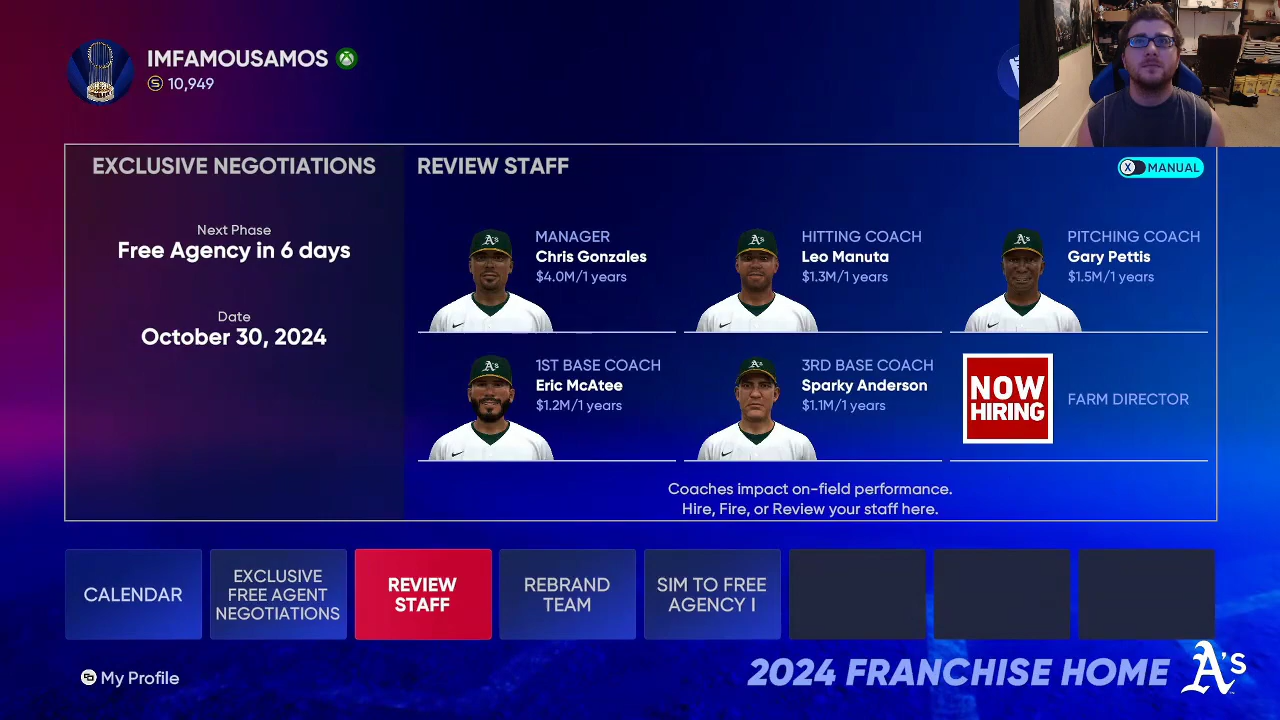 IMFAMOUSAMOS
S 10,949
EXCLUSIVE NEGOTIATIONS
Next Phase
Free Agency in 6 days
Date
October 30, 2024
REVIEW STAFF
X MANUAL
A's
MANAGER
Chris Gonzales
$4.0M/1 years
A's
HITTING COACH
Leo Manuta
$1.3M/1 years
A's
PITCHING COACH
Gary Pettis
$1.5M/1 years
A's
1ST BASE COACH
Eric McAtee
$1.2M/1 years
A's
3RD BASE COACH
Sparky Anderson
$1.1M/1 years
NOW
HIRING
FARM DIRECTOR
Coaches impact on-field performance.
Hire, Fire, or Review your staff here.
CALENDAR
EXCLUSIVE
FREE AGENT
NEGOTIATIONS
REVIEW
STAFF
REBRAND
TEAM
SIM TO FREE
AGENCY I
My Profile
2024 FRANCHISE HOME
A's